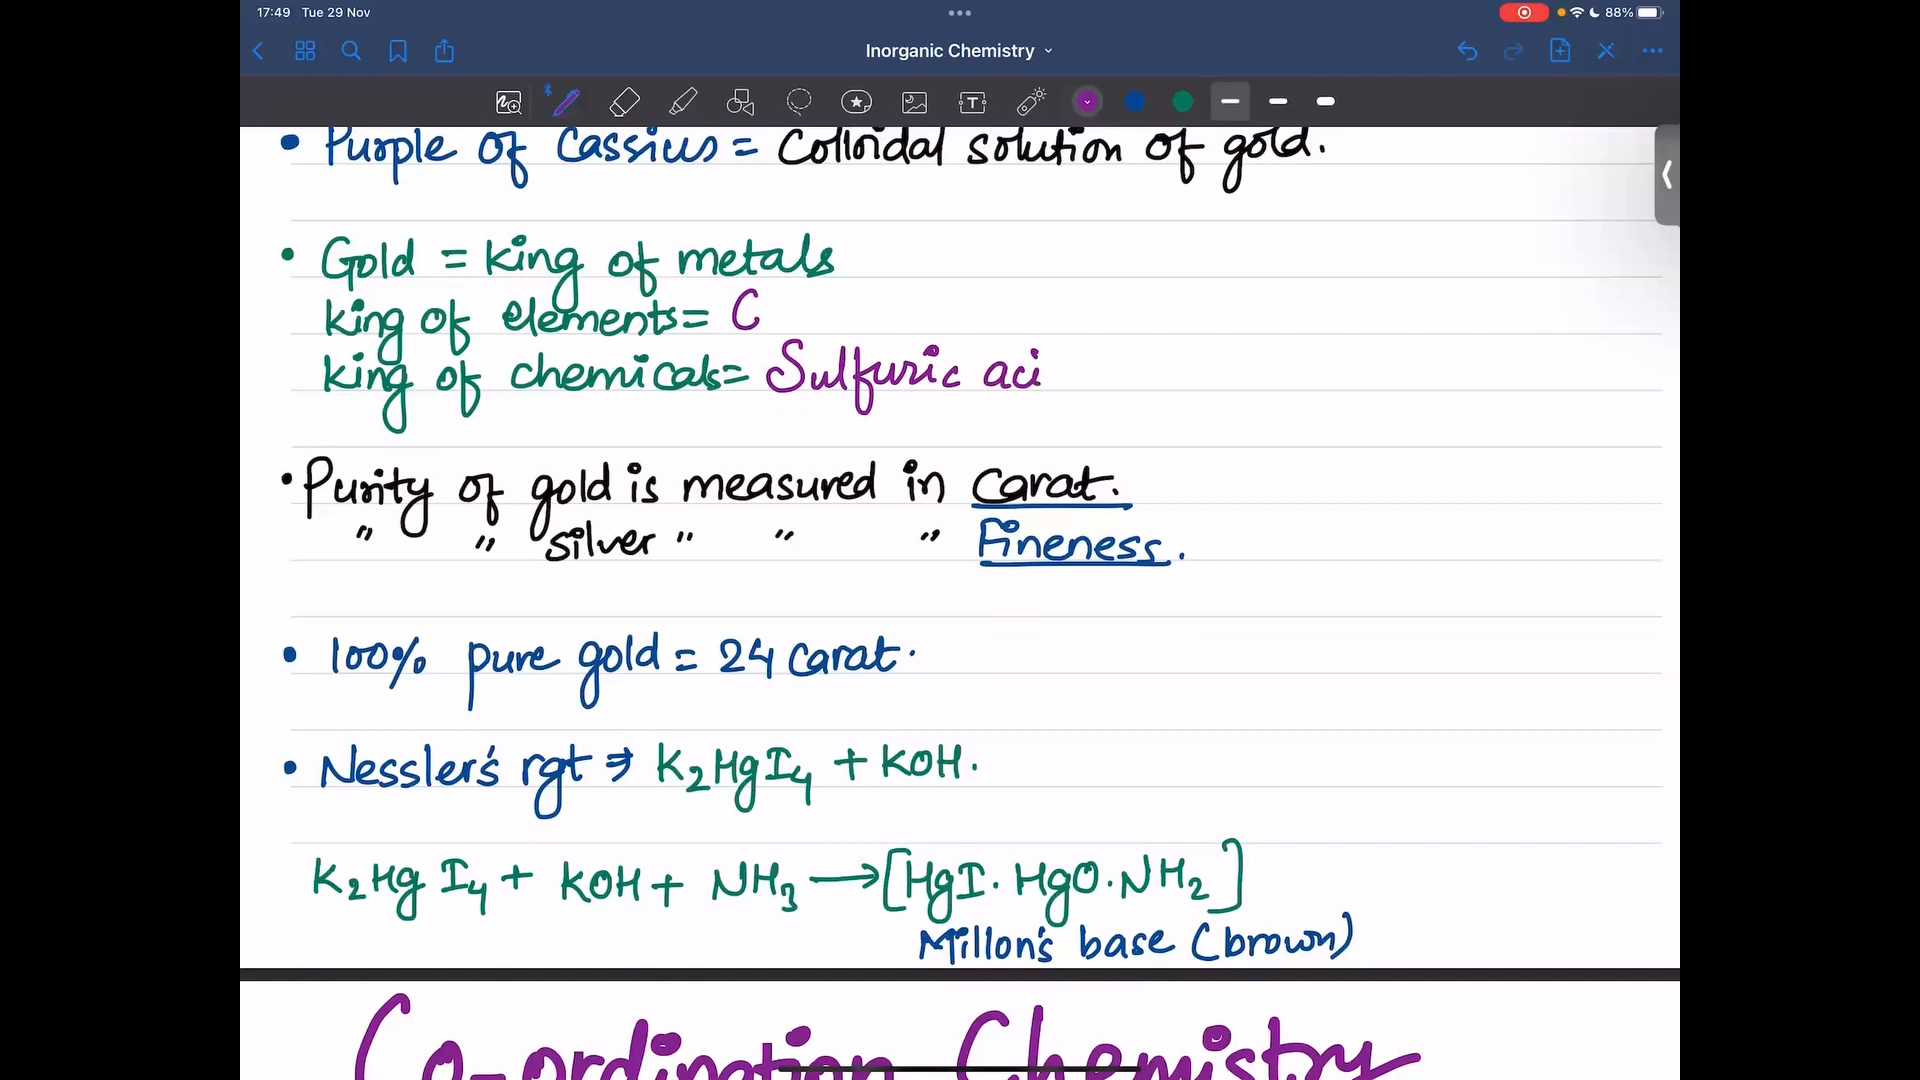 17:49 Tue 29 Nov
88%
Inorganic Chemistry
• Purple of Cassius = Colloidal solution of gold.
• Gold = king of metals
king of elements= C
king of chemicals= Sulfuric aci
• Purity of gold is measured in carat.
" " silver " " " Fineness.
• 100% pure gold = 24 carat.
• Nessler's rgt ⇒ K₂HgI₄ + KOH.
K₂HgI₄ + KOH + NH₃ ⟶ [HgI·HgO·NH₂]
Millon's base (brown)
Co-ordination Chemistry